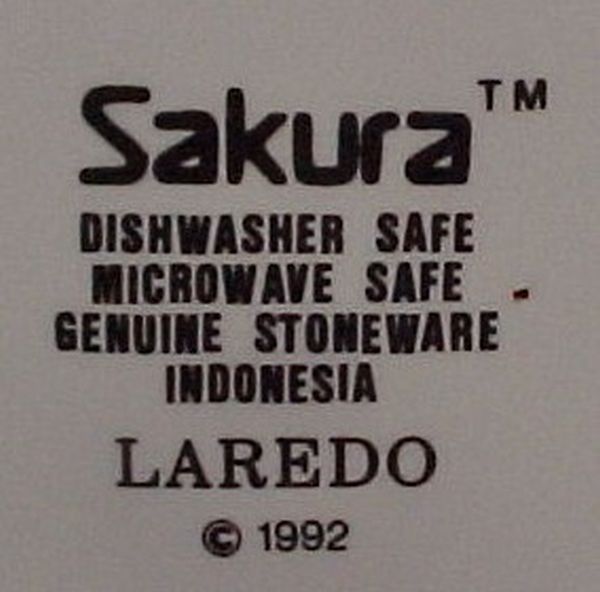 Sakura™
DISHWASHER SAFE
MICROWAVE SAFE
GENUINE STONEWARE
INDONESIA
LAREDO
© 1992